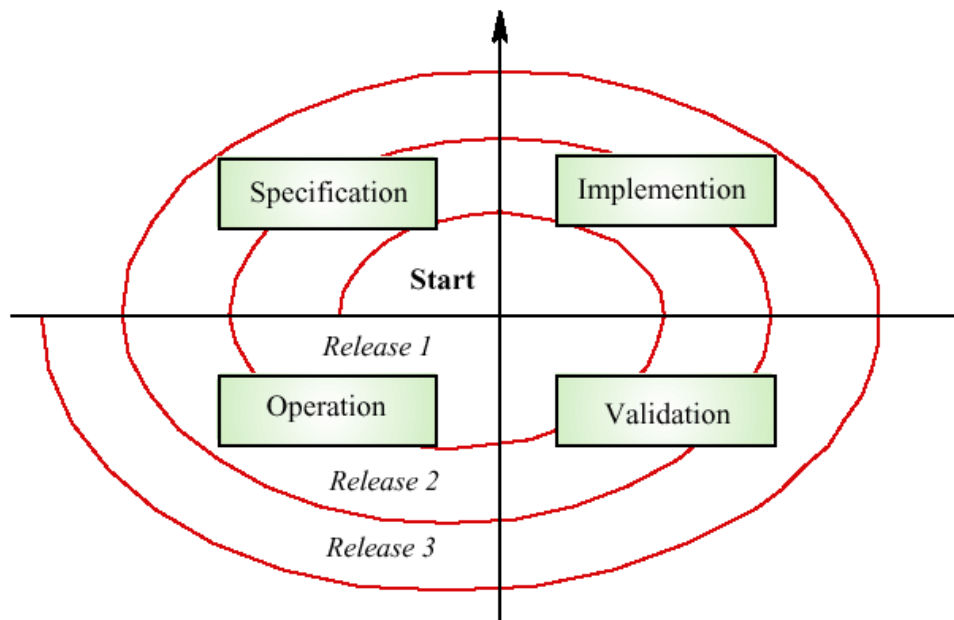 Specification
Implemention
Start
Release 1
Operation
Validation
Release 2
Release 3